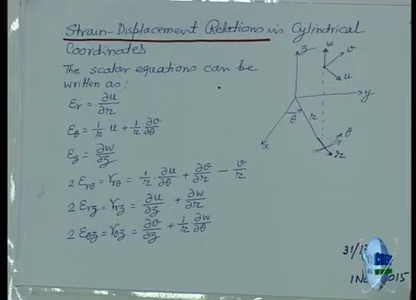 Strain-Displacement Relations in Cylindrical
Coordinates
The scalar equations can be
written as:
εr = ∂u/∂r
εθ = 1/r u + 1/r ∂v/∂θ
εz = ∂w/∂z
2 εrθ = γrθ = 1/r ∂u/∂θ + ∂v/∂r - v/r
2 εrz = γrz = ∂u/∂z + ∂w/∂r
2 εθz = γθz = ∂v/∂z + 1/r ∂w/∂θ
z
w
v
u
y
r
θ
x
θ
r